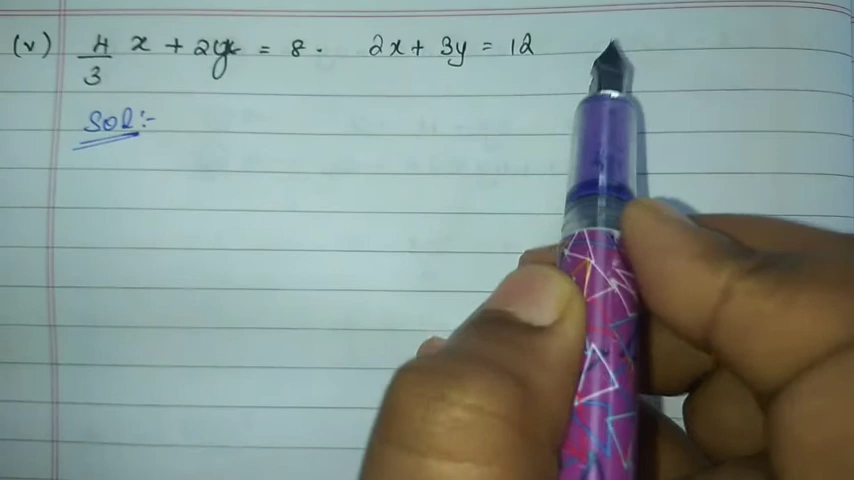 (v) 4/3 x + 2y = 8. 2x + 3y = 12
Sol:-